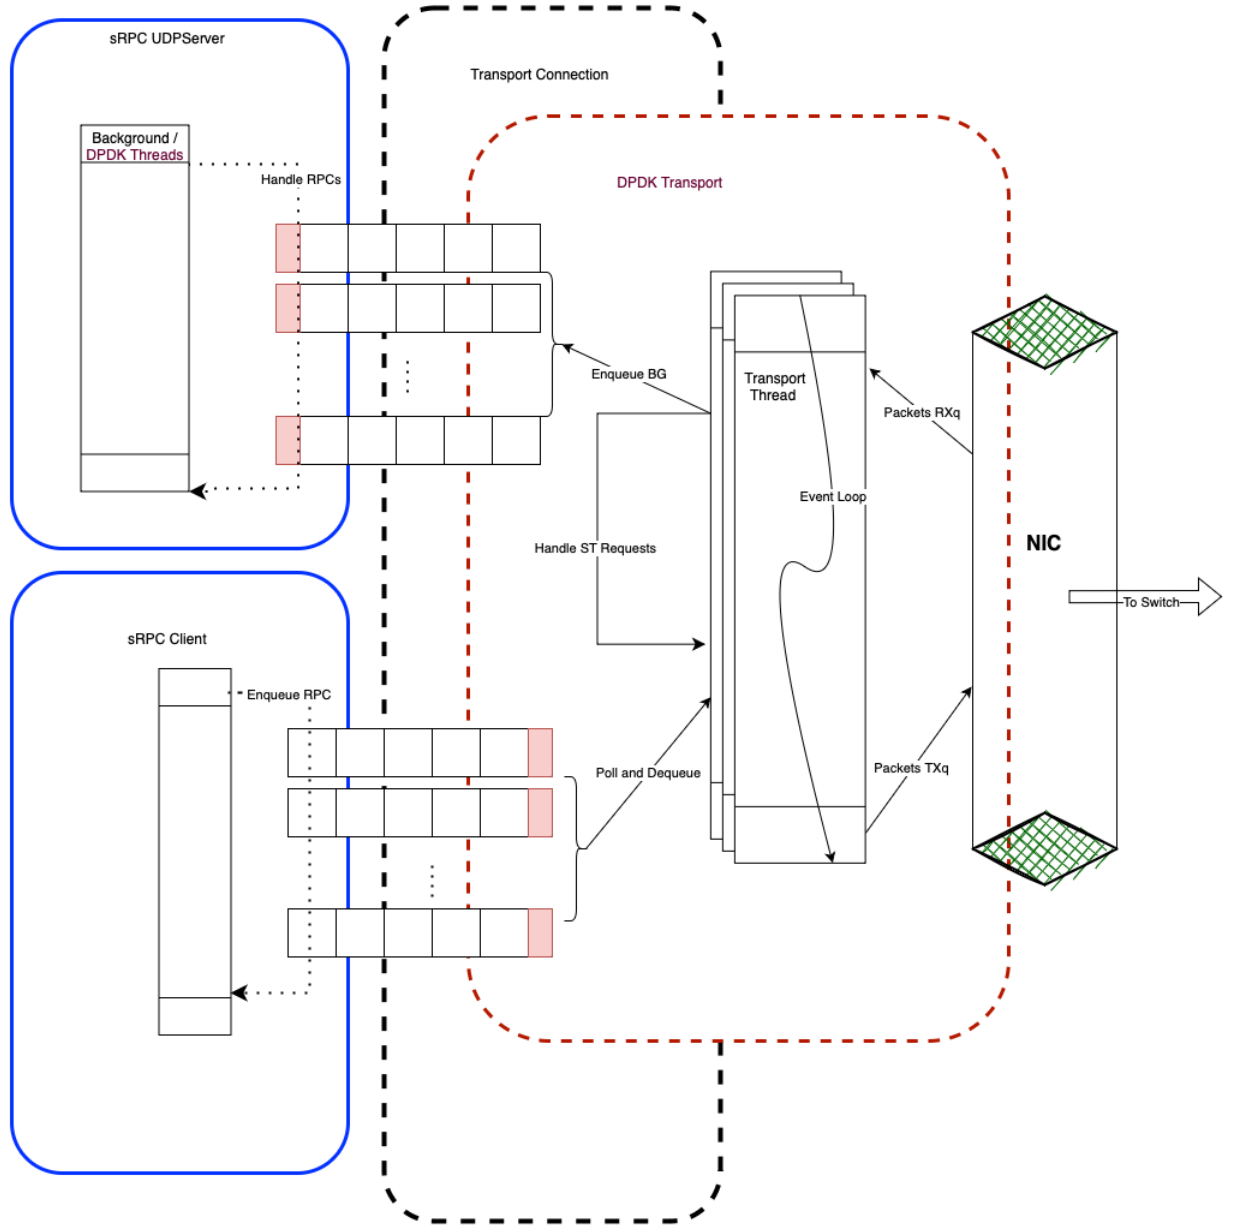 sRPC UDPServer
Transport Connection
Background /
DPDK Threads
Handle RPCs
DPDK Transport
Enqueue BG
Transport
Thread
Packets RXq
Event Loop
Handle ST Requests
NIC
To Switch
sRPC Client
Enqueue RPC
Poll and Dequeue
Packets TXq